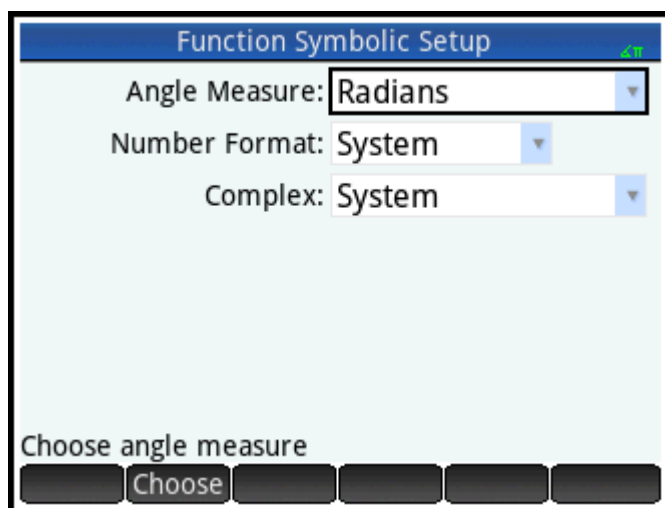 Function Symbolic Setup
∡π
Angle Measure: Radians
Number Format: System
Complex: System
Choose angle measure
Choose